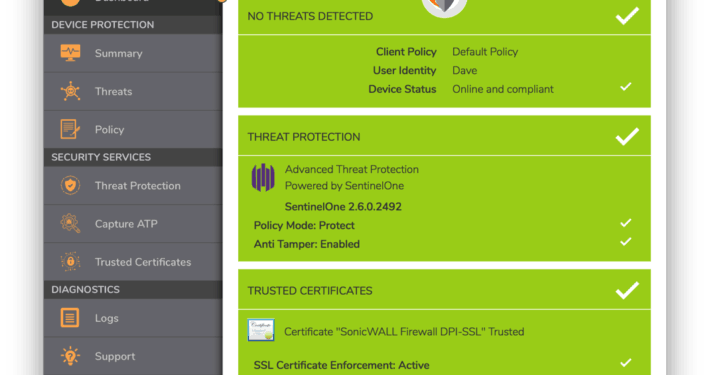 Dashboard
DEVICE PROTECTION
Summary
Threats
Policy
SECURITY SERVICES
Threat Protection
Capture ATP
Trusted Certificates
DIAGNOSTICS
Logs
Support
NO THREATS DETECTED
Client Policy Default Policy
User Identity Dave
Device Status Online and compliant
THREAT PROTECTION
Advanced Threat Protection
Powered by SentinelOne
SentinelOne 2.6.0.2492
Policy Mode: Protect
Anti Tamper: Enabled
TRUSTED CERTIFICATES
Certificate "SonicWALL Firewall DPI-SSL" Trusted
SSL Certificate Enforcement: Active